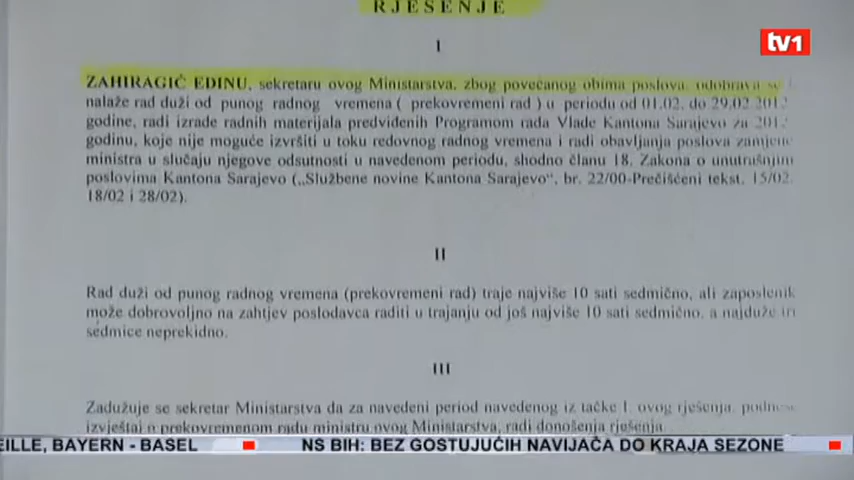 RJEŠENJE
tv1
I
ZAHIRAGIĆ EDINU, sekretaru ovog Ministarstva, zbog povećanog obima poslova, odobrava se i
nalaže rad duži od punog radnog vremena ( prekovremeni rad ) u periodu od 01.02. do 29.02 2012
godine, radi izrade radnih materijala predviđenih Programom rada Vlade Kantona Sarajevo za 2012
godinu, koje nije moguće izvršiti u toku redovnog radnog vremena i radi obavljanja poslova zamjene
ministra u slučaju njegove odsutnosti u navedenom periodu, shodno članu 18. Zakona o unutrašnjim
poslovima Kantona Sarajevo („Službene novine Kantona Sarajevo“, br. 22/00-Prečišćeni tekst, 15/02,
18/02 i 28/02).
II
Rad duži od punog radnog vremena (prekovremeni rad) traje najviše 10 sati sedmično, ali zaposlenik
može dobrovoljno na zahtjev poslodavca raditi u trajanju od još najviše 10 sati sedmično, a najduže tri
sedmice neprekidno.
III
Zadužuje se sekretar Ministarstva da za navedeni period navedenog iz tačke I. ovog rješenja, podnese
izvještaj o prekovremenom radu ministru ovog Ministarstva, radi donošenja rješenja
EILLE, BAYERN - BASEL NS BIH: BEZ GOSTUJUĆIH NAVIJAČA DO KRAJA SEZONE